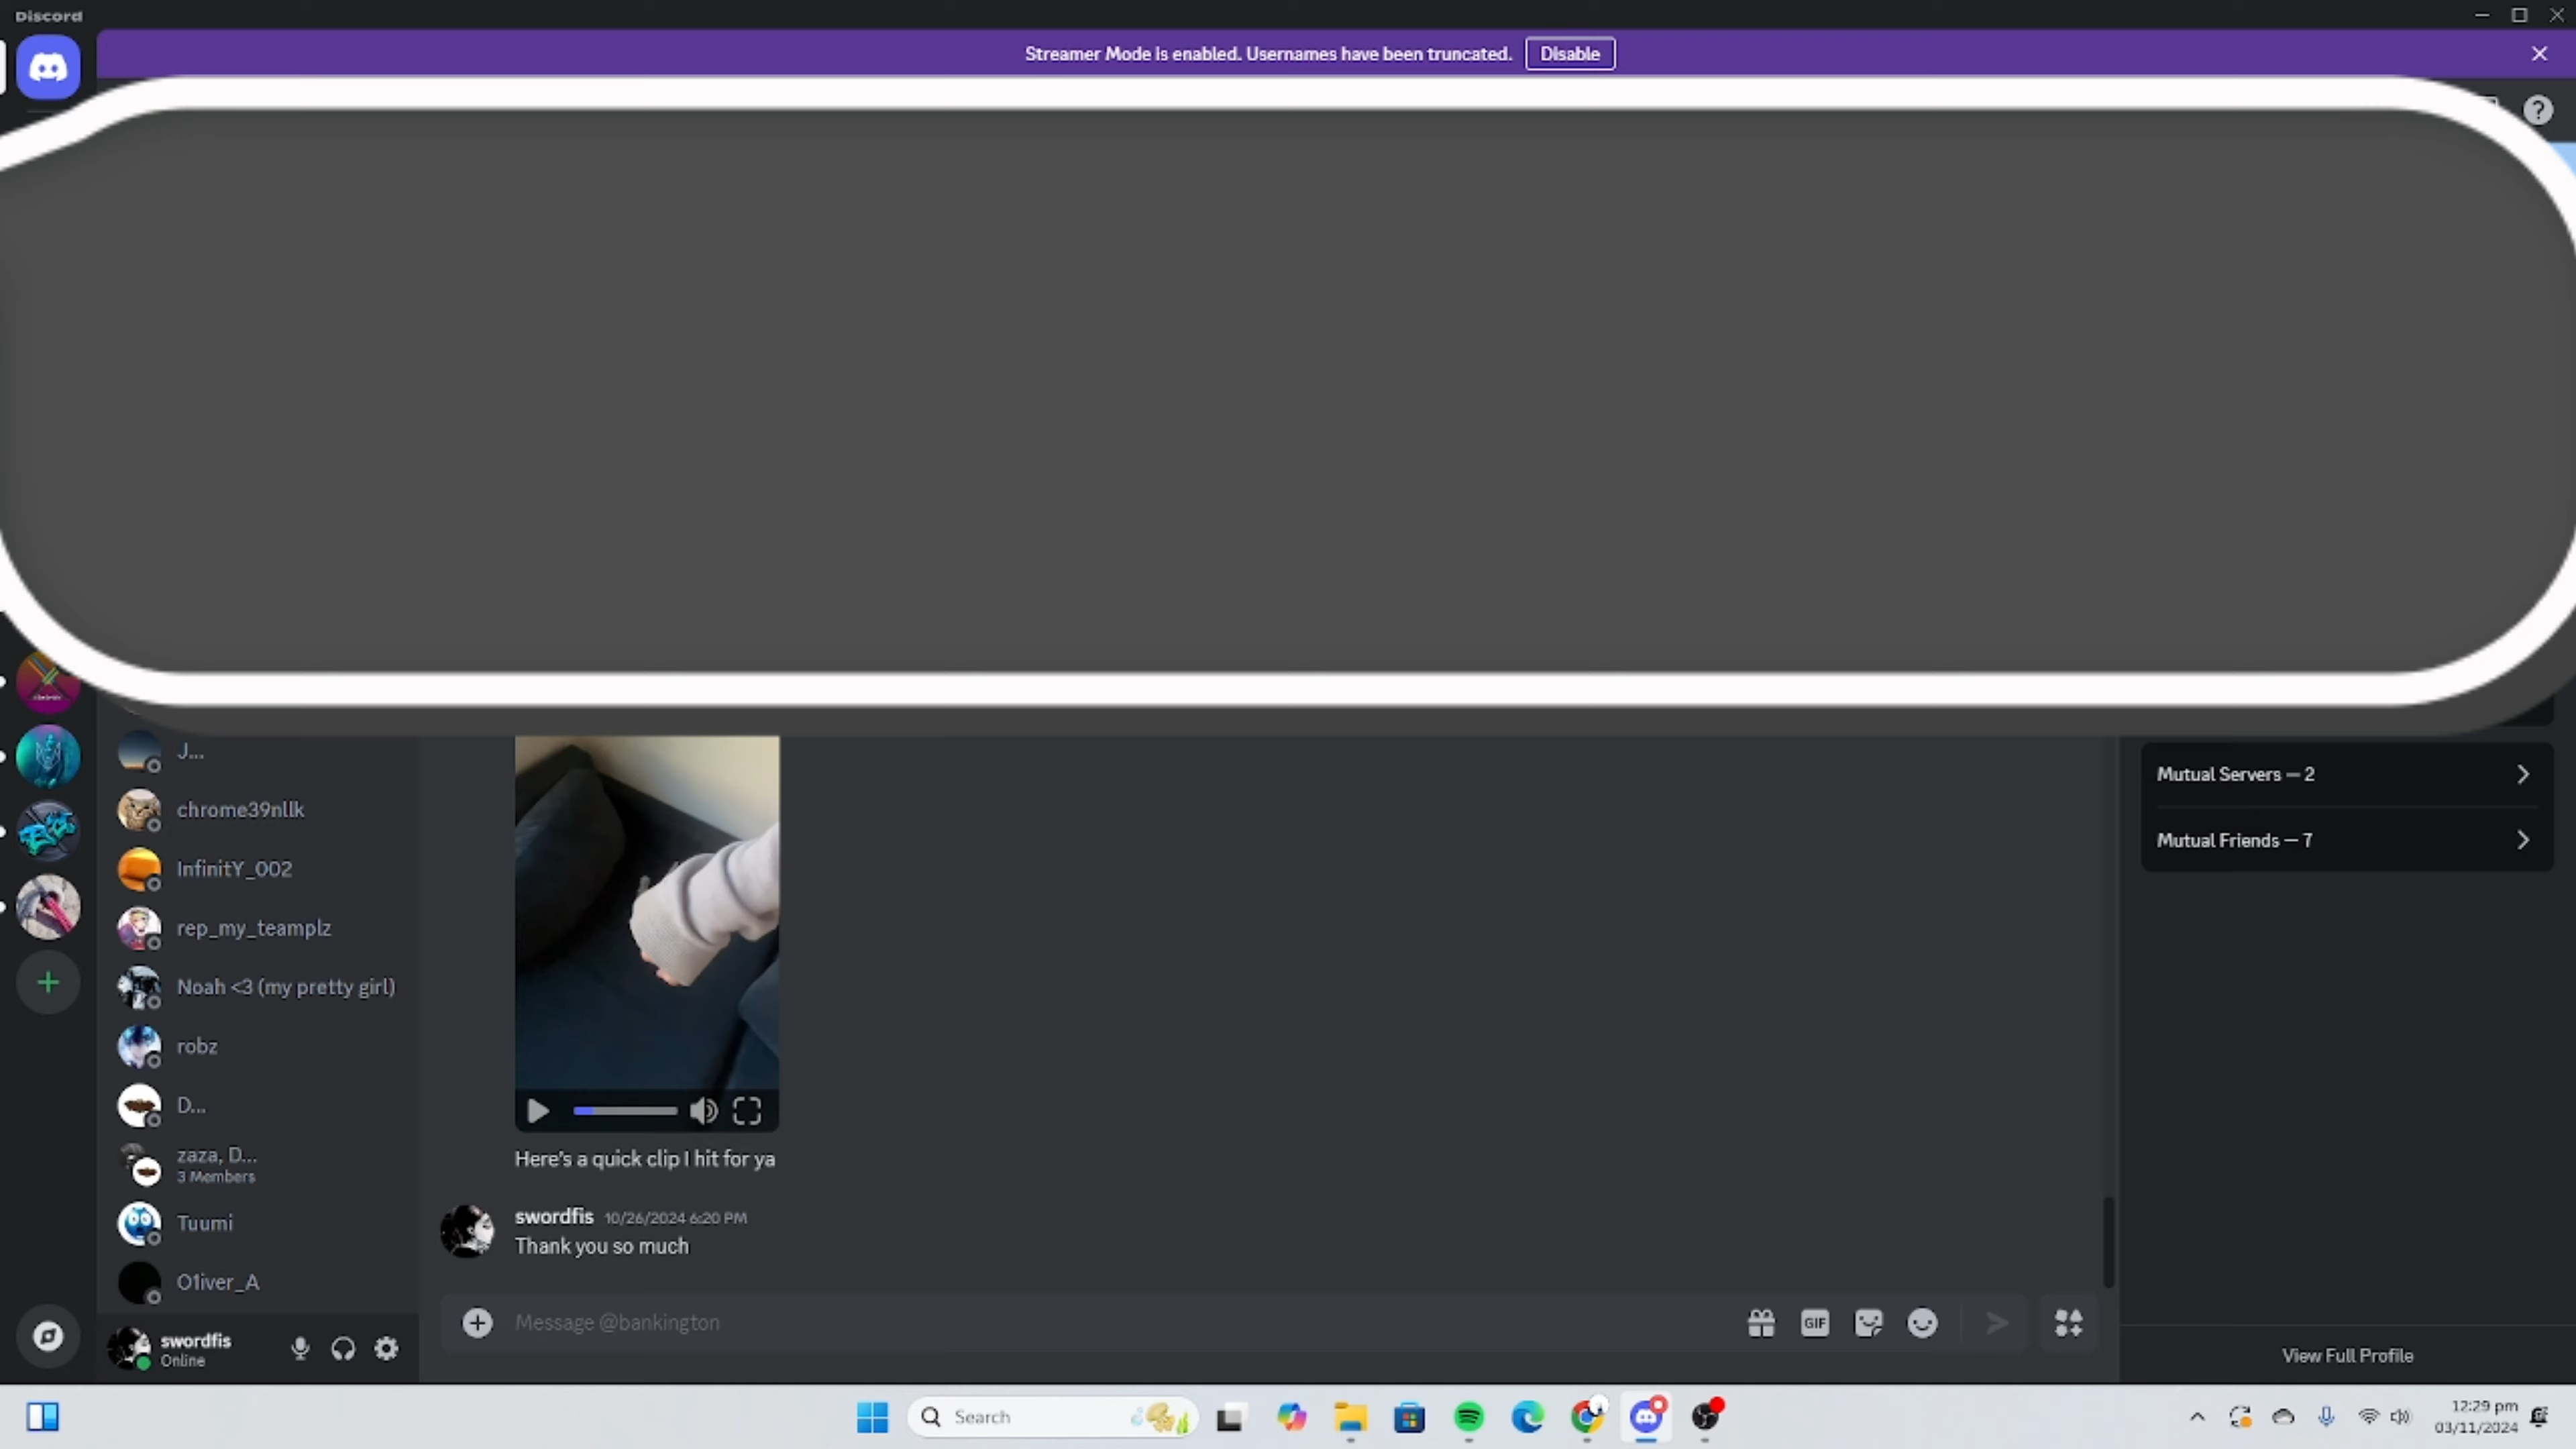 Discord
Streamer Mode is enabled. Usernames have been truncated. Disable
J...
chrome39nllk
InfinitY_002
rep_my_teamplz
Noah <3 (my pretty girl)
robz
D...
zaza, D...
3 Members
Tuumi
O1iver_A
swordfis
Online
Here's a quick clip I hit for ya
swordfis 10/26/2024 6:20 PM
Thank you so much
Message @bankington
GIF
Mutual Servers — 2
Mutual Friends — 7
View Full Profile
Search
12:29 pm
03/11/2024